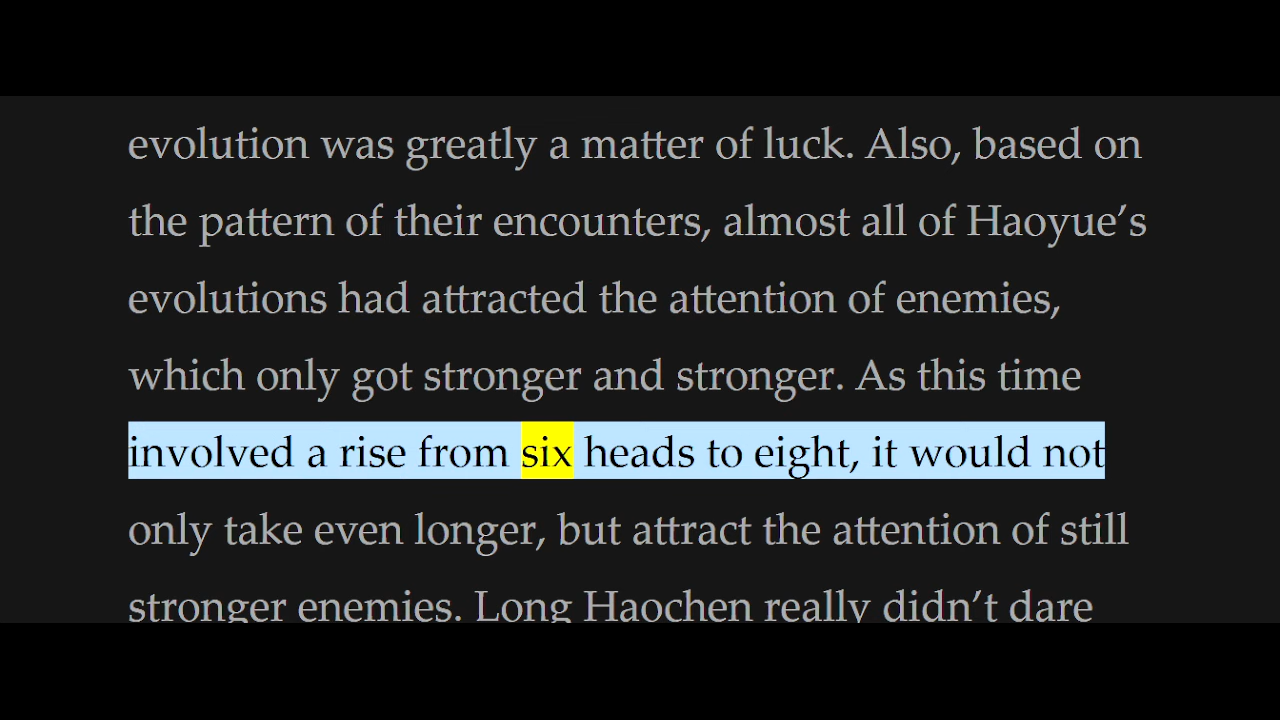 evolution was greatly a matter of luck. Also, based on
the pattern of their encounters, almost all of Haoyue’s
evolutions had attracted the attention of enemies,
which only got stronger and stronger. As this time
involved a rise from six heads to eight, it would not
only take even longer, but attract the attention of still
stronger enemies. Long Haochen really didn’t dare